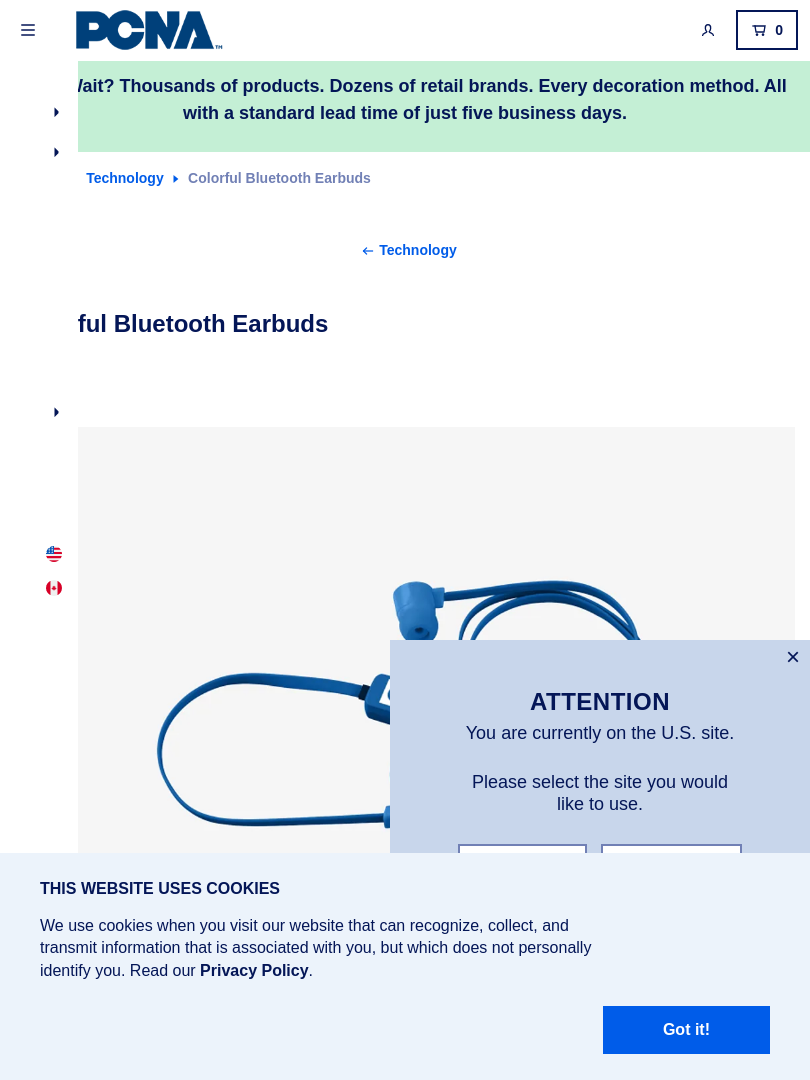 PCNA™
0
Wait? Thousands of products. Dozens of retail brands. Every decoration method. All
with a standard lead time of just five business days.
Technology
Colorful Bluetooth Earbuds
Technology
ful Bluetooth Earbuds
ATTENTION
You are currently on the U.S. site.
Please select the site you would
like to use.
THIS WEBSITE USES COOKIES
We use cookies when you visit our website that can recognize, collect, and
transmit information that is associated with you, but which does not personally
identify you. Read our Privacy Policy.
Got it!